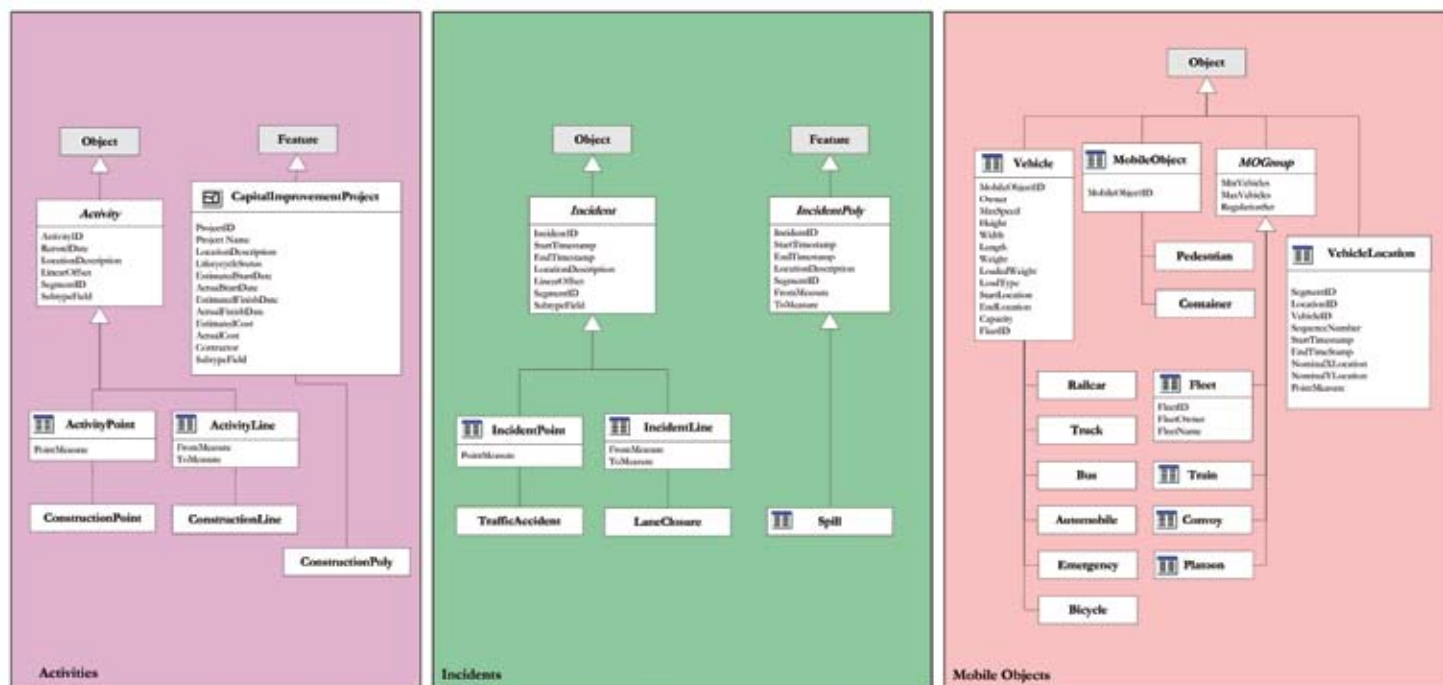 Object
Feature
Activity
ActivityID
RecordDate
LocationDescription
LinearOffset
SegmentID
SubtypeField
CapitalImprovementProject
ProjectID
Project Name
LocationDescription
LifecycleStatus
EstimatedStartDate
ActualStartDate
EstimatedFinishDate
ActualFinishDate
EstimatedCost
ActualCost
Contractor
SubtypeField
ActivityPoint
PointMeasure
ActivityLine
FromMeasure
ToMeasure
ConstructionPoint
ConstructionLine
ConstructionPoly
Activities
Object
Feature
Incident
IncidentID
StartTimestamp
EndTimestamp
LocationDescription
LinearOffset
SegmentID
SubtypeField
IncidentPoly
IncidentID
StartTimestamp
EndTimestamp
LocationDescription
SegmentID
FromMeasure
ToMeasure
IncidentPoint
PointMeasure
IncidentLine
FromMeasure
ToMeasure
TrafficAccident
LaneClosure
Spill
Incidents
Object
Vehicle
MobileObjectID
Owner
MaxSpeed
Height
Width
Length
Weight
LoadedWeight
LoadType
StartLocation
EndLocation
Capacity
FleetID
MobileObject
MobileObjectID
MOGroup
MinVehicles
MaxVehicles
RegulationSet
Pedestrian
Container
VehicleLocation
SegmentID
LocationID
VehicleID
SequenceNumber
StartTimestamp
EndTimeStamp
NominalXLocation
NominalYLocation
PointMeasure
Railcar
Truck
Bus
Automobile
Emergency
Bicycle
Fleet
FleetID
FleetOwner
FleetName
Train
Convoy
Platoon
Mobile Objects